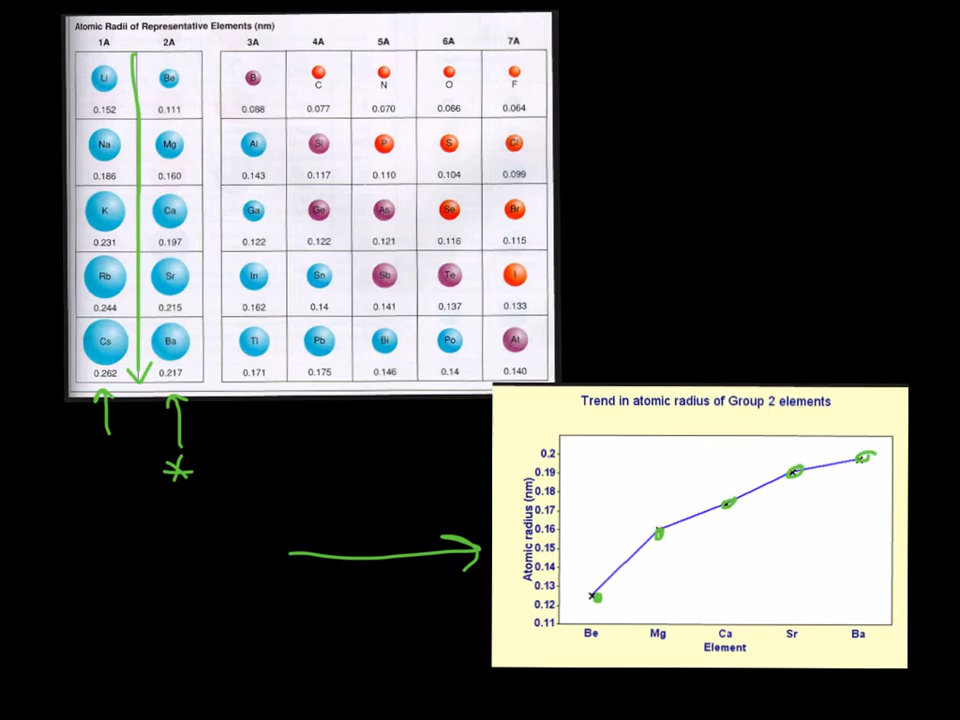 Atomic Radii of Representative Elements (nm)
1A 2A 3A 4A 5A 6A 7A
Li Be B
C N O F
0.152 0.111 0.088 0.077 0.070 0.066 0.064
Na Mg Al Si P S Cl
0.186 0.160 0.143 0.117 0.110 0.104 0.099
K Ca Ga Ge As Se Br
0.231 0.197 0.122 0.122 0.121 0.116 0.115
Rb Sr In Sn Sb Te I
0.244 0.215 0.162 0.14 0.141 0.137 0.133
Cs Ba Tl Pb Bi Po At
0.262 0.217 0.171 0.175 0.146 0.14 0.140
*
Trend in atomic radius of Group 2 elements
Atomic radius (nm)
0.2
0.19
0.18
0.17
0.16
0.15
0.14
0.13
0.12
0.11
Be Mg Ca Sr Ba
Element